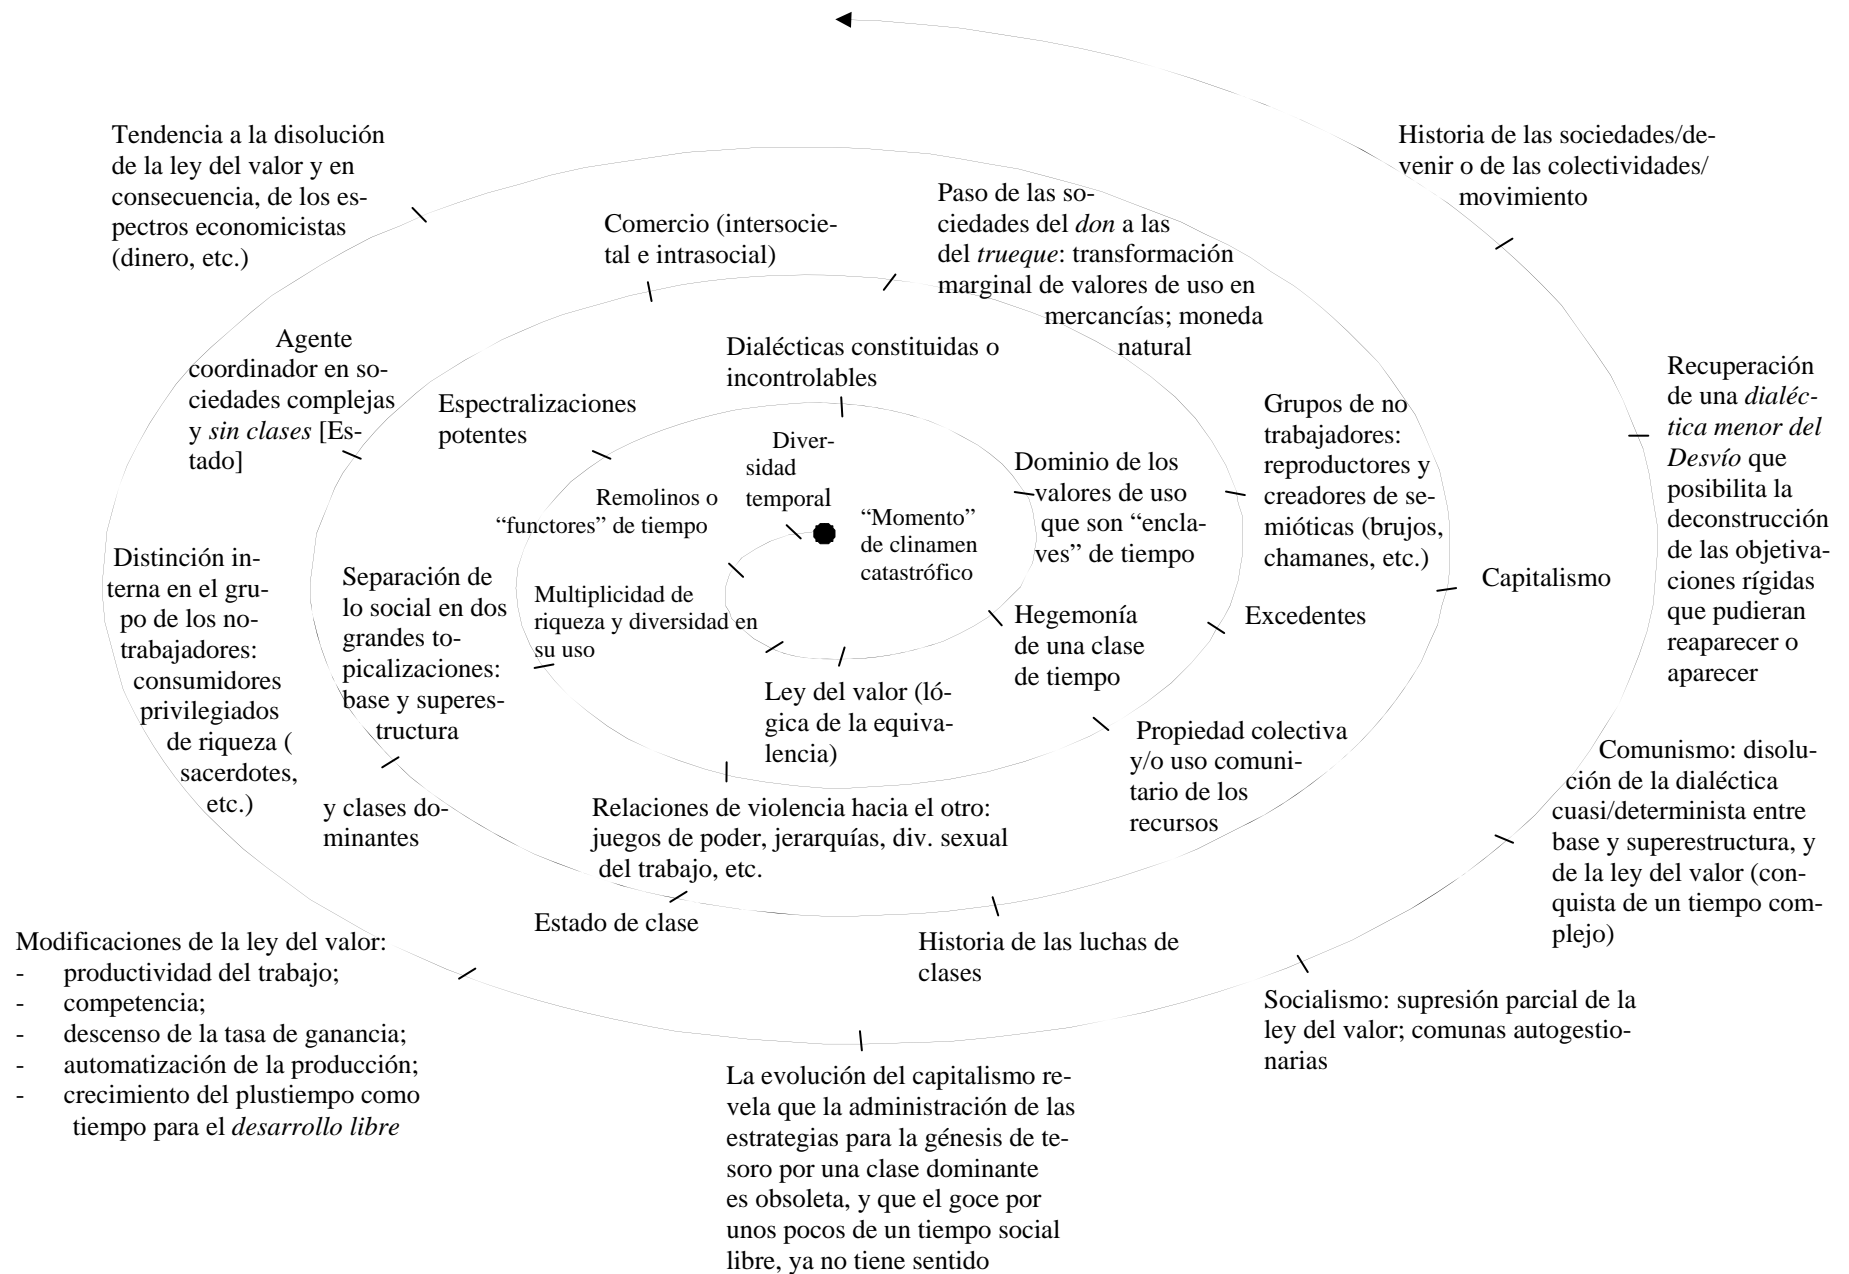 Tendencia a la disolución
de la ley del valor y en
consecuencia, de los es-
pectros economicistas
(dinero, etc.)
Historia de las sociedades/de-
venir o de las colectividades/
movimiento
Comercio (intersocie-
tal e intrasocial)
Paso de las so-
ciedades del don a las
del trueque: transformación
marginal de valores de uso en
mercancías; moneda
natural
Agente
coordinador en so-
ciedades complejas
y sin clases [Es-
tado]
Dialécticas constituidas o
incontrolables
Espectralizaciones
potentes
Grupos de no
trabajadores:
reproductores y
creadores de se-
mióticas (brujos,
chamanes, etc.)
Recuperación
de una dialéc-
tica menor del
Desvío que
posibilita la
deconstrucción
de las objetiva-
ciones rígidas
que pudieran
reaparecer o
aparecer
Diver-
sidad
temporal
Dominio de los
valores de uso
que son “encla-
ves” de tiempo
Remolinos o
“functores” de tiempo
“Momento”
de clinamen
catastrófico
Distinción in-
terna en el gru-
po de los no-
trabajadores:
consumidores
privilegiados
de riqueza (
sacerdotes,
etc.)
Separación de
lo social en dos
grandes to-
picalizaciones:
base y superes-
tructura
Multiplicidad de
riqueza y diversidad en
su uso
Capitalismo
Hegemonía
de una clase
de tiempo
Excedentes
Ley del valor (ló-
gica de la equiva-
lencia)
Propiedad colectiva
y/o uso comuni-
tario de los
recursos
Comunismo: disolu-
ción de la dialéctica
cuasi/determinista entre
base y superestructura, y
de la ley del valor (con-
quista de un tiempo com-
plejo)
y clases do-
minantes
Relaciones de violencia hacia el otro:
juegos de poder, jerarquías, div. sexual
del trabajo, etc.
Estado de clase
Historia de las luchas de
clases
Modificaciones de la ley del valor:
- productividad del trabajo;
- competencia;
- descenso de la tasa de ganancia;
- automatización de la producción;
- crecimiento del plustiempo como
tiempo para el desarrollo libre
Socialismo: supresión parcial de la
ley del valor; comunas autogestio-
narias
La evolución del capitalismo re-
vela que la administración de las
estrategias para la génesis de te-
soro por una clase dominante
es obsoleta, y que el goce por
unos pocos de un tiempo social
libre, ya no tiene sentido